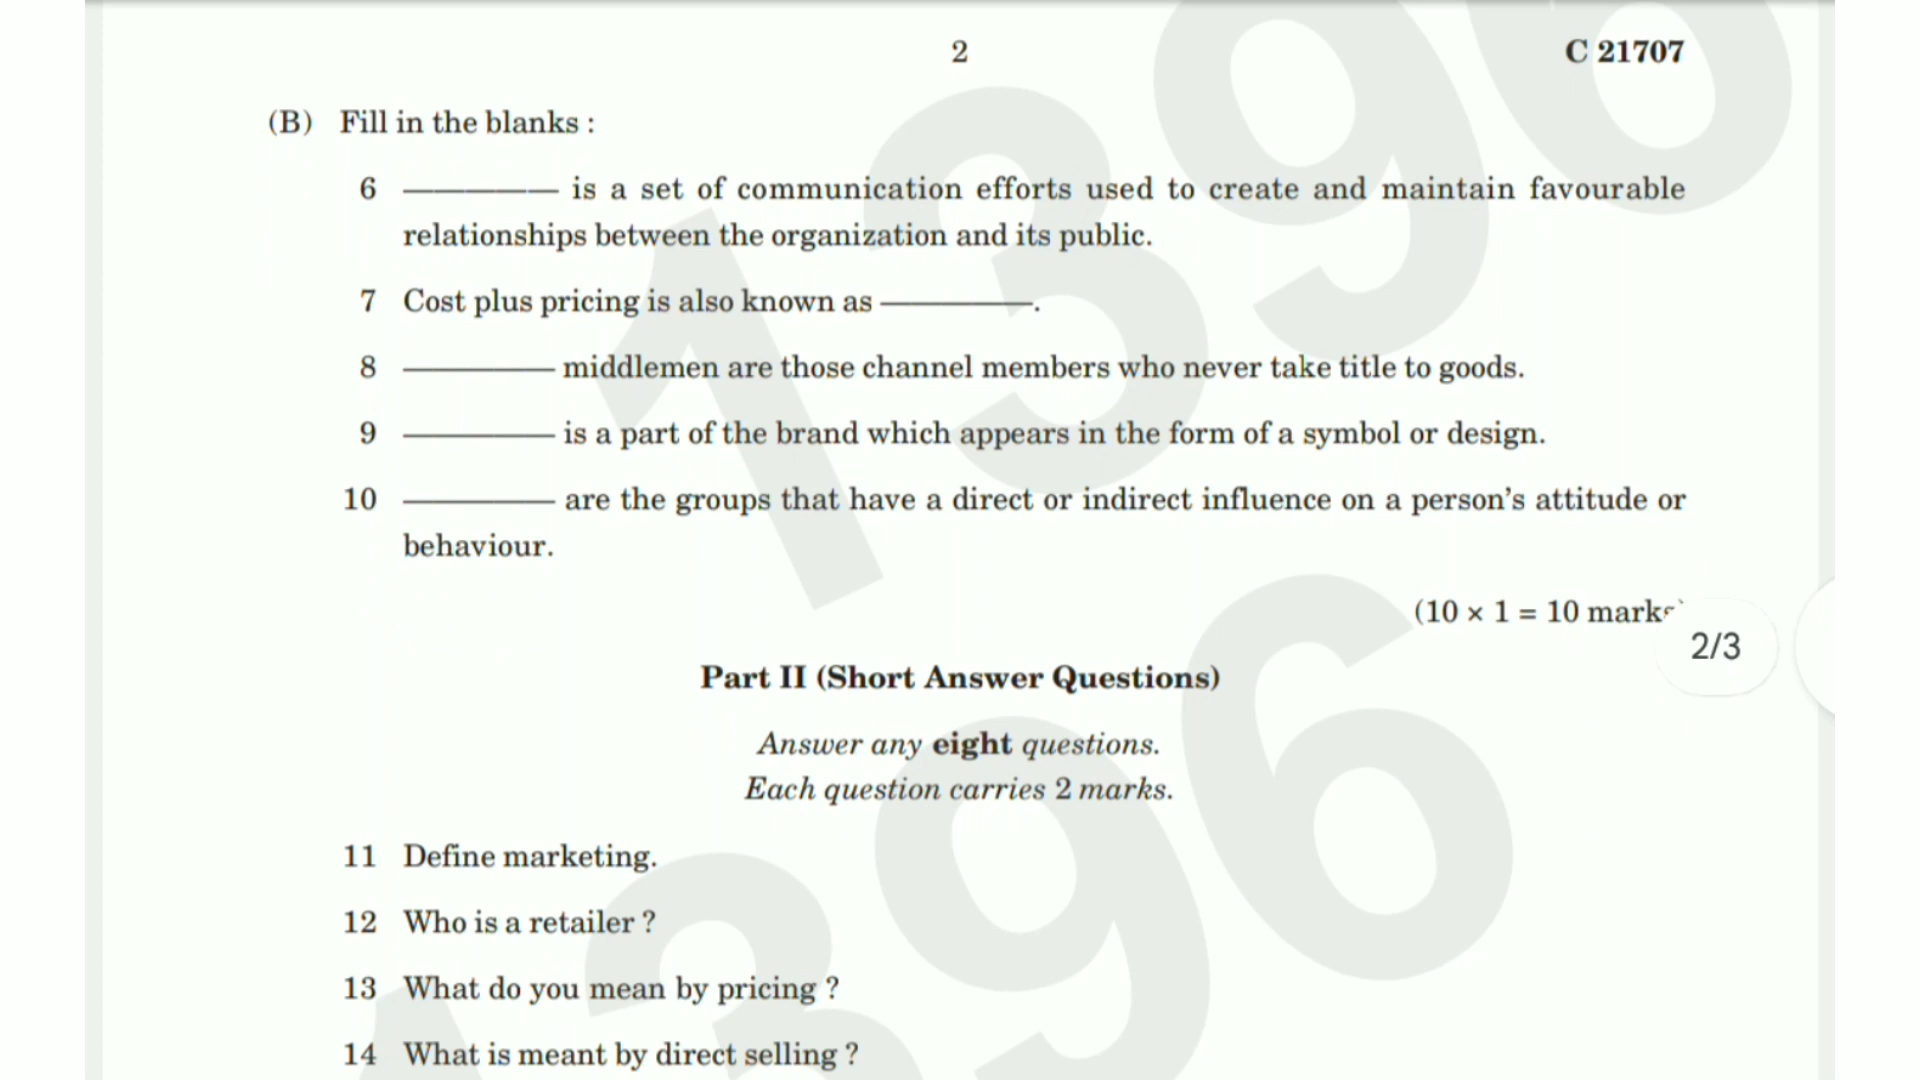 2
C 21707
(B) Fill in the blanks :
6 ————— is a set of communication efforts used to create and maintain favourable
relationships between the organization and its public.
7 Cost plus pricing is also known as —————.
8 ————— middlemen are those channel members who never take title to goods.
9 ————— is a part of the brand which appears in the form of a symbol or design.
10 ————— are the groups that have a direct or indirect influence on a person's attitude or
behaviour.
(10 × 1 = 10 marks)
2/3
Part II (Short Answer Questions)
Answer any eight questions.
Each question carries 2 marks.
11 Define marketing.
12 Who is a retailer ?
13 What do you mean by pricing ?
14 What is meant by direct selling ?
1396
1396